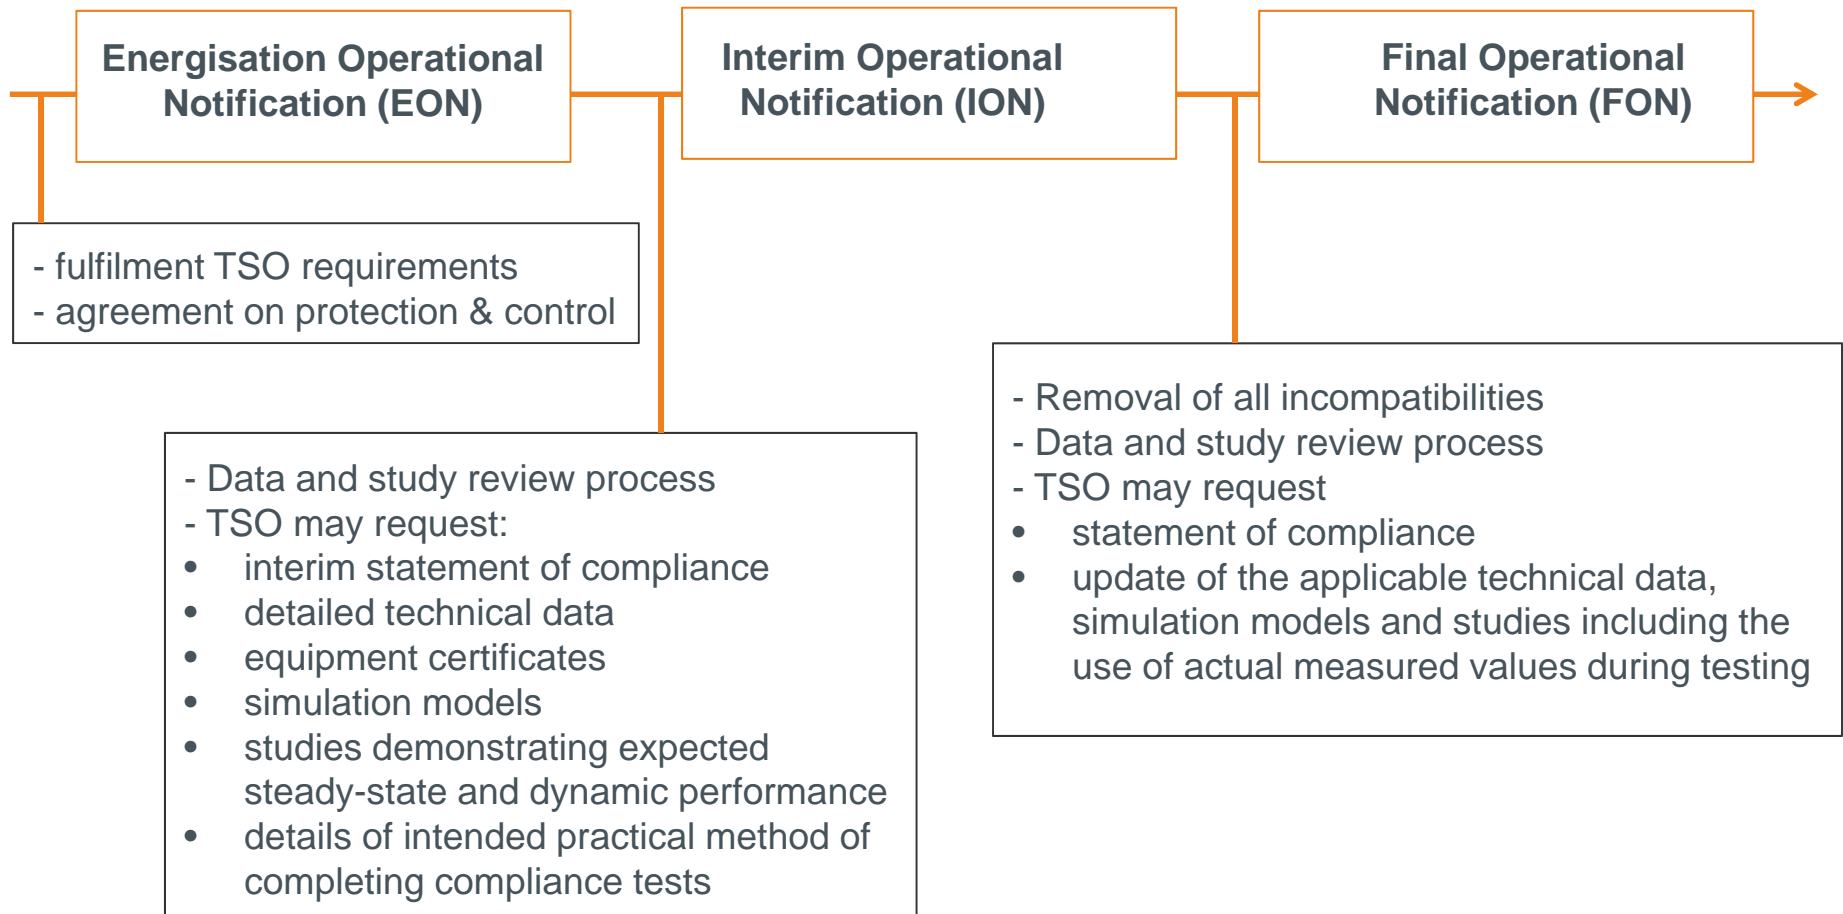 Energisation Operational
Notification (EON)
Interim Operational
Notification (ION)
Final Operational
Notification (FON)
- fulfilment TSO requirements
- agreement on protection & control
- Data and study review process
- TSO may request:
• interim statement of compliance
• detailed technical data
• equipment certificates
• simulation models
• studies demonstrating expected
steady-state and dynamic performance
• details of intended practical method of
completing compliance tests
- Removal of all incompatibilities
- Data and study review process
- TSO may request
• statement of compliance
• update of the applicable technical data,
simulation models and studies including the
use of actual measured values during testing